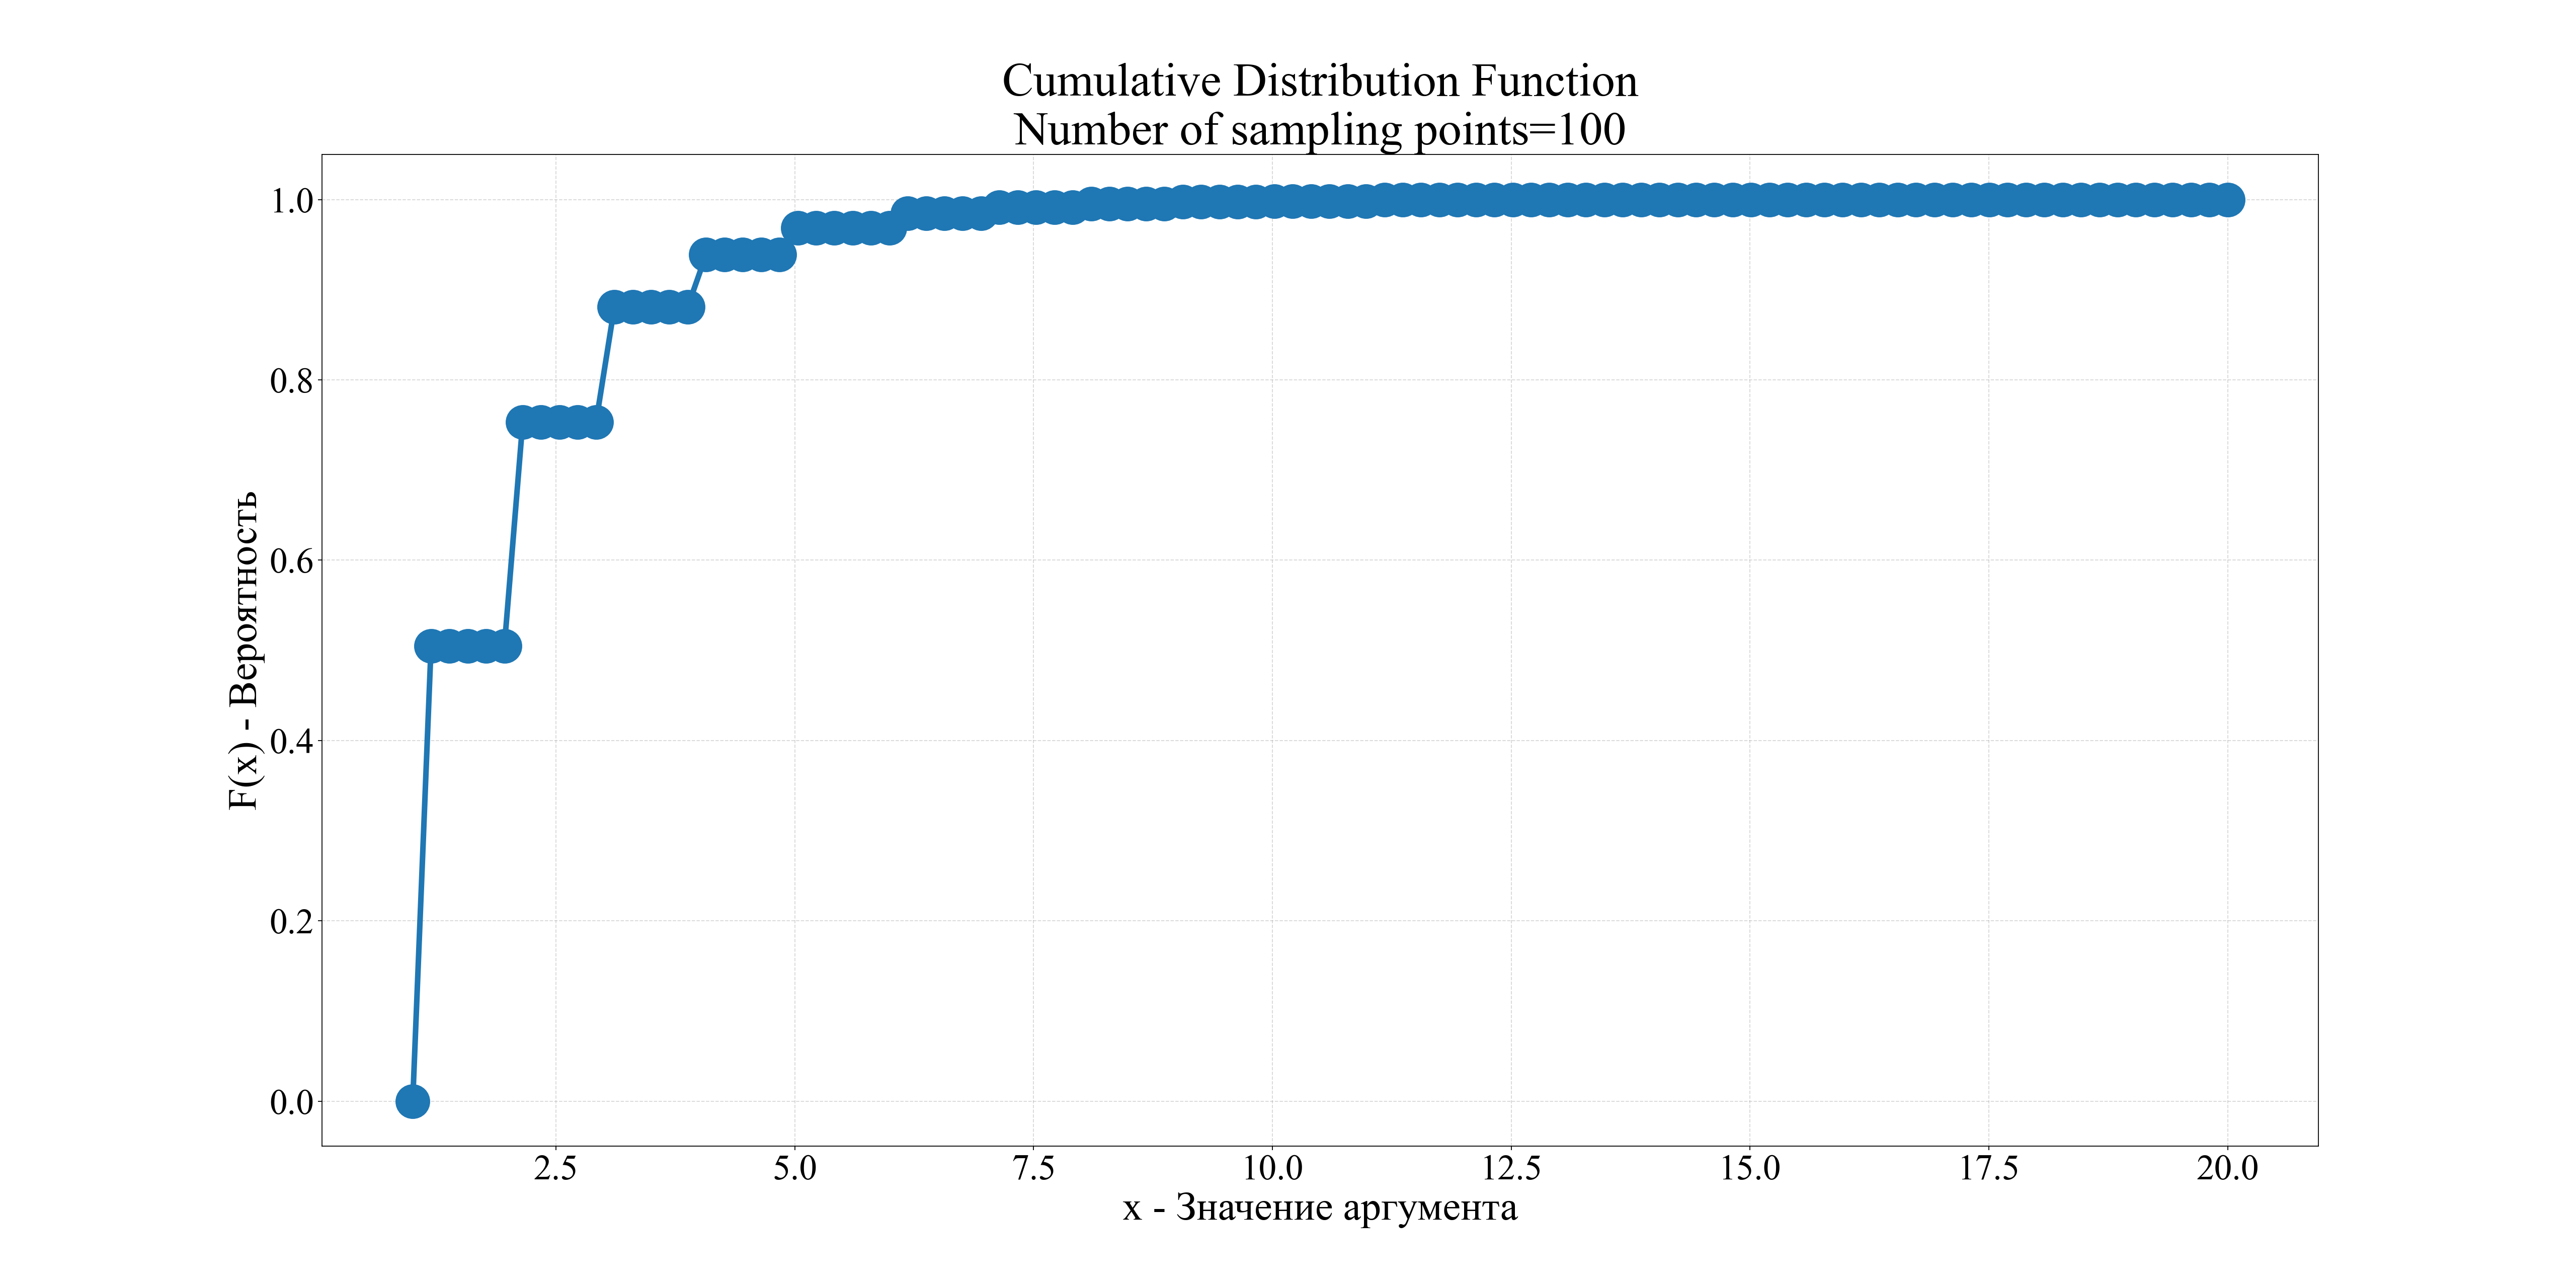 Cumulative Distribution Function
Number of sampling points=100
F(x) - Вероятность
1.0
0.8
0.6
0.4
0.2
0.0
2.5 5.0 7.5 10.0 12.5 15.0 17.5 20.0
x - Значение аргумента